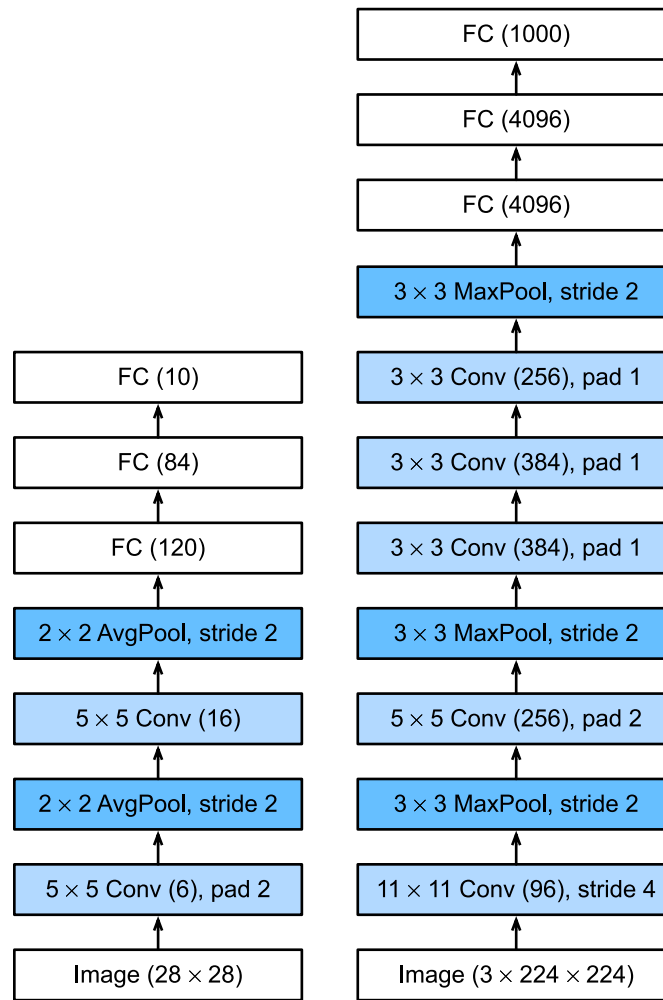 FC (10)
FC (84)
FC (120)
2 × 2 AvgPool, stride 2
5 × 5 Conv (16)
2 × 2 AvgPool, stride 2
5 × 5 Conv (6), pad 2
Image (28 × 28)
FC (1000)
FC (4096)
FC (4096)
3 × 3 MaxPool, stride 2
3 × 3 Conv (256), pad 1
3 × 3 Conv (384), pad 1
3 × 3 Conv (384), pad 1
3 × 3 MaxPool, stride 2
5 × 5 Conv (256), pad 2
3 × 3 MaxPool, stride 2
11 × 11 Conv (96), stride 4
Image (3 × 224 × 224)